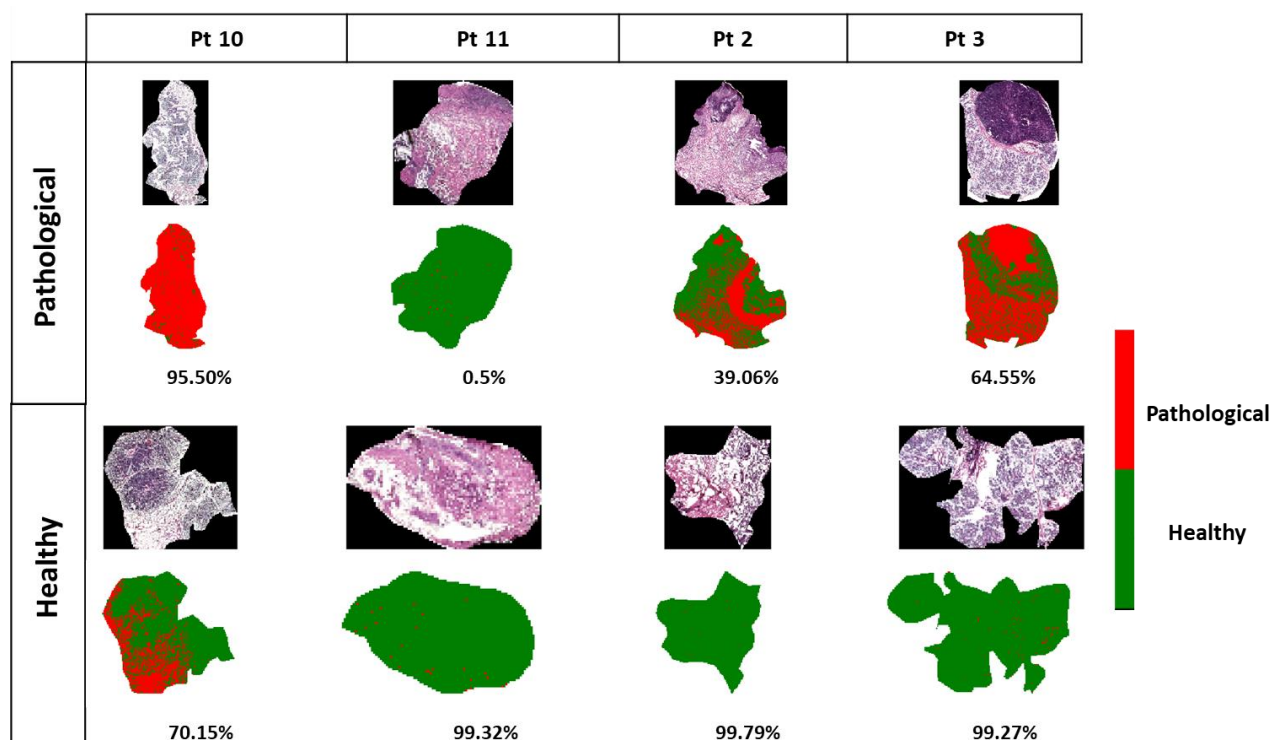 Pt 10 Pt 11 Pt 2 Pt 3
Pathological
95.50% 0.5% 39.06% 64.55%
Pathological
Healthy
Healthy
70.15% 99.32% 99.79% 99.27%